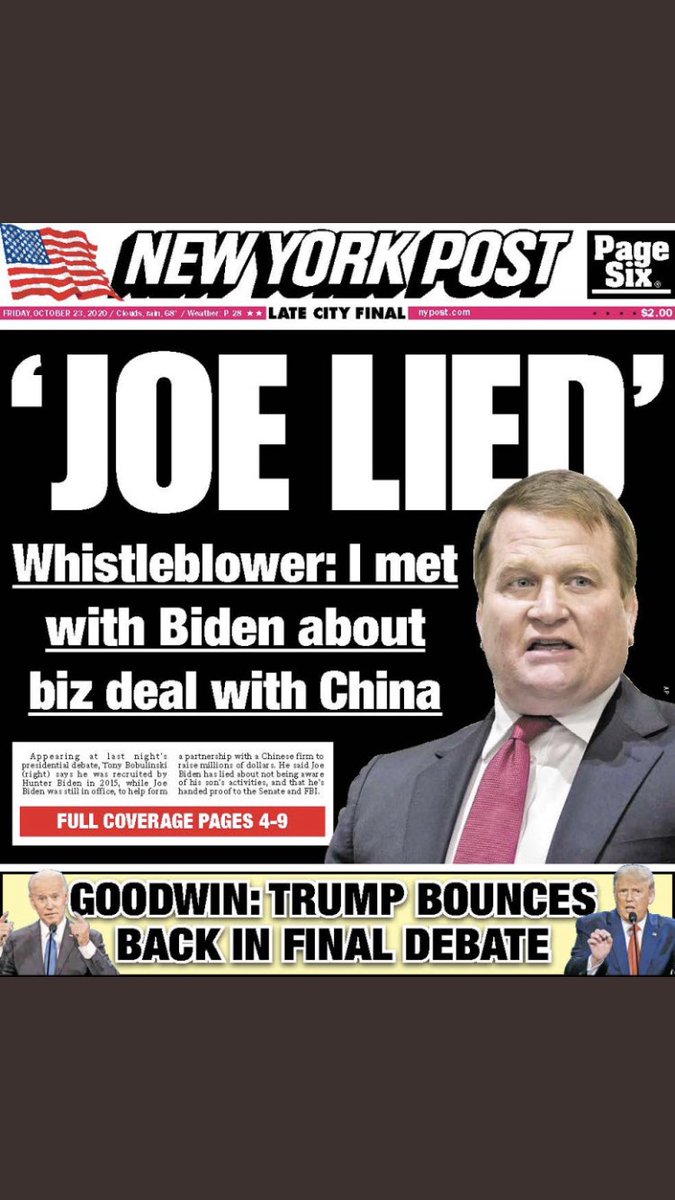 NEW YORK POST
Page
Six®
FRIDAY, OCTOBER 23, 2020 / Clouds, rain, 68° / Weather: P. 28 ★★
LATE CITY FINAL
nypost.com
$2.00
'JOE LIED'
Whistleblower: I met
with Biden about
biz deal with China
AP
Appearing at last night's
presidential debate, Tony Bobulinski
(right) says he was recruited by
Hunter Biden in 2015, while Joe
Biden was still in office, to help form
a partnership with a Chinese firm to
raise millions of dollars. He said Joe
Biden has lied about not being aware
of his son's activities, and that he's
handed proof to the Senate and FBI.
FULL COVERAGE PAGES 4-9
GOODWIN: TRUMP BOUNCES
BACK IN FINAL DEBATE